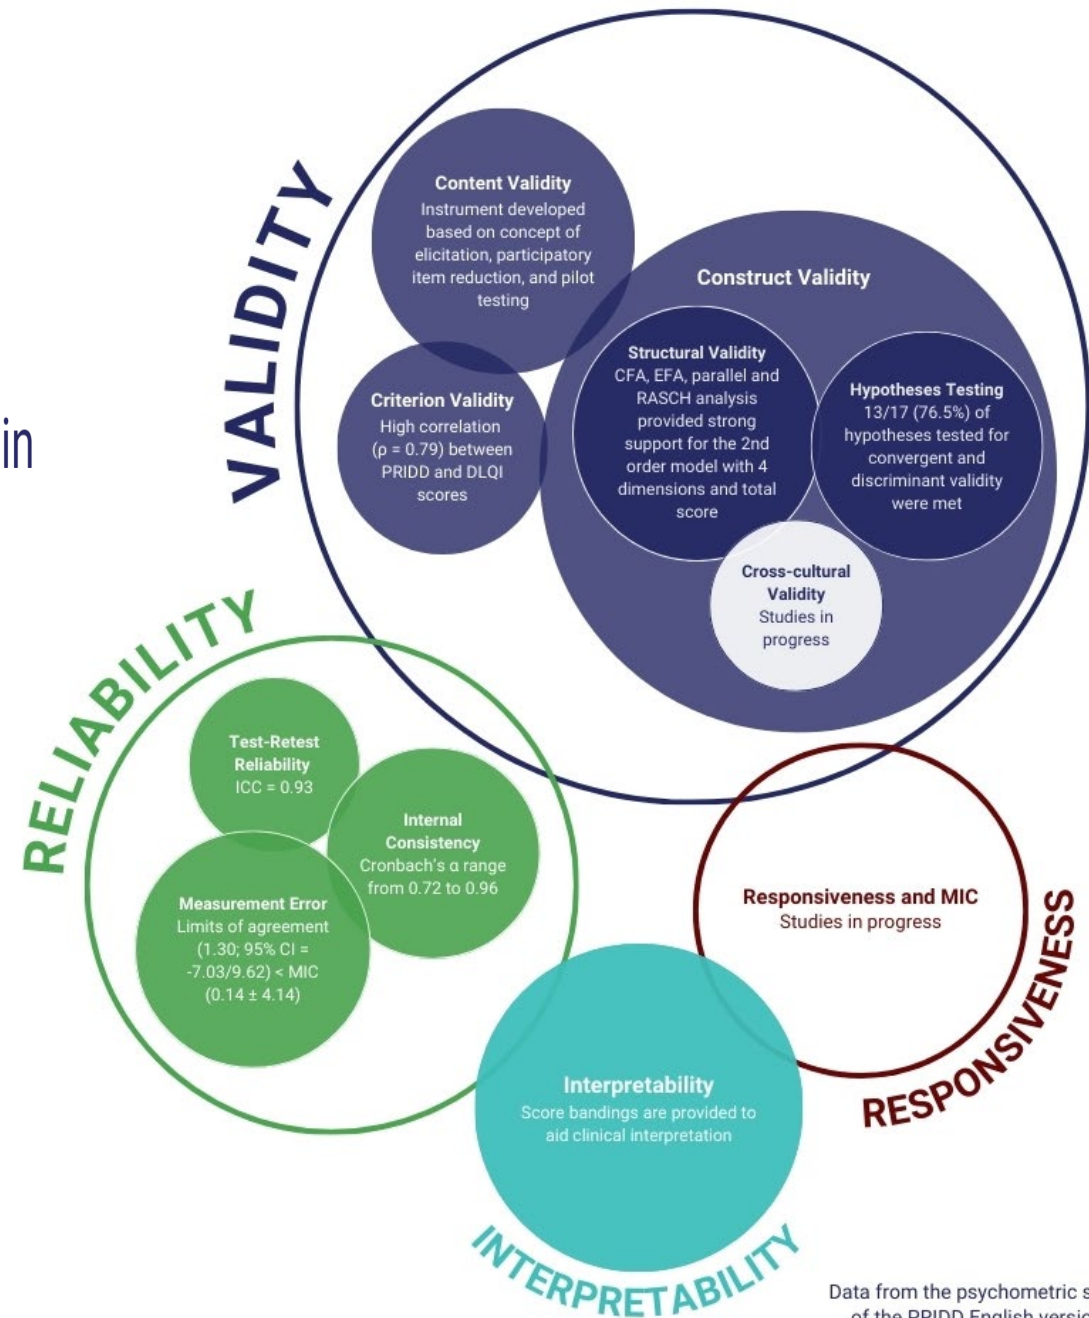 VALIDITY
Content Validity
Instrument developed
based on concept of
elicitation, participatory
item reduction, and pilot
testing
Construct Validity
Structural Validity
CFA, EFA, parallel and
RASCH analysis
provided strong
support for the 2nd
order model with 4
dimensions and total
score
Hypotheses Testing
13/17 (76.5%) of
hypotheses tested for
convergent and
discriminant validity
were met
Criterion Validity
High correlation
(ρ = 0.79) between
PRIDD and DLQI
scores
in
Cross-cultural
Validity
Studies in
progress
RELIABILITY
Test-Retest
Reliability
ICC = 0.93
Internal
Consistency
Cronbach's α range
from 0.72 to 0.96
Measurement Error
Limits of agreement
(1.30; 95% CI =
-7.03/9.62) < MIC
(0.14 ± 4.14)
Responsiveness and MIC
Studies in progress
RESPONSIVENESS
Interpretability
Score bandings are provided to
aid clinical interpretation
INTERPRETABILITY
Data from the psychometric
of the PRIDD English